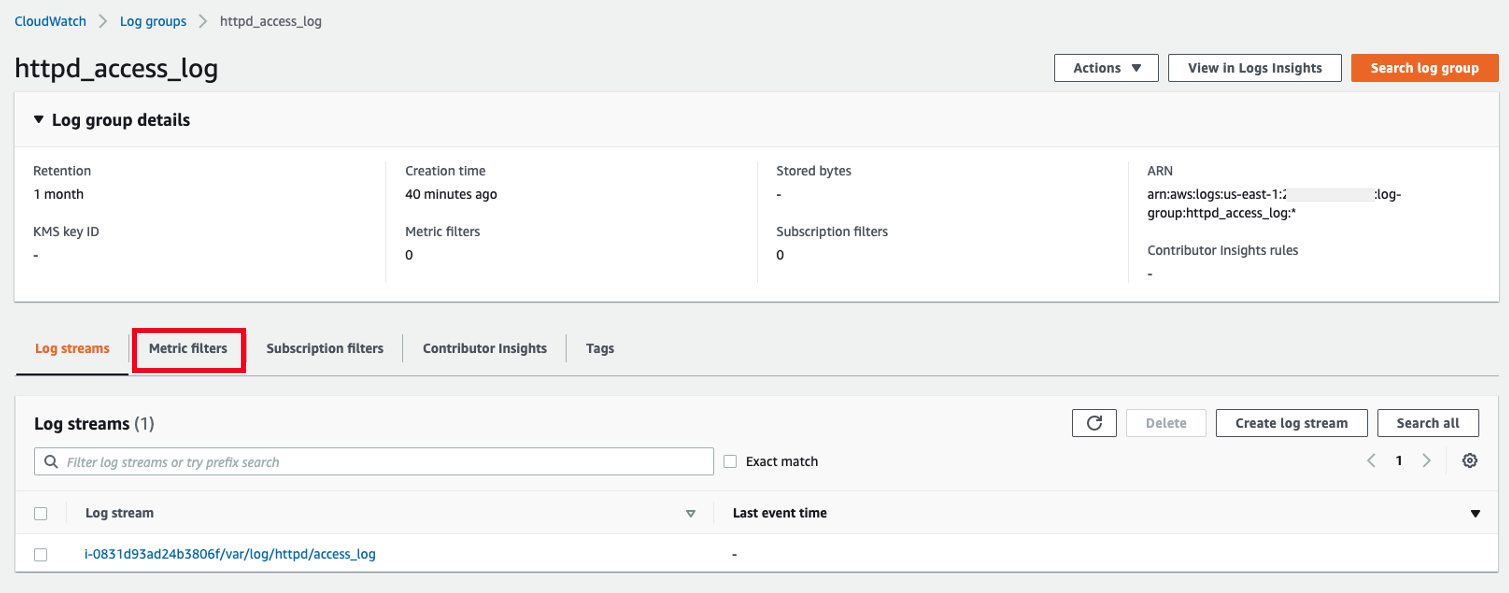 CloudWatch > Log groups > httpd_access_log
httpd_access_log
Actions ▼ View in Logs Insights Search log group
▼ Log group details
Retention
1 month
KMS key ID
-
Creation time
40 minutes ago
Metric filters
0
Stored bytes
-
Subscription filters
0
ARN
arn:aws:logs:us-east-1:2 :log-
group:httpd_access_log:*
Contributor Insights rules
-
Log streams Metric filters Subscription filters Contributor Insights Tags
Log streams (1)
Delete Create log stream Search all
Filter log streams or try prefix search Exact match < 1 >
Log stream Last event time
i-0831d93ad24b3806f/var/log/httpd/access_log -